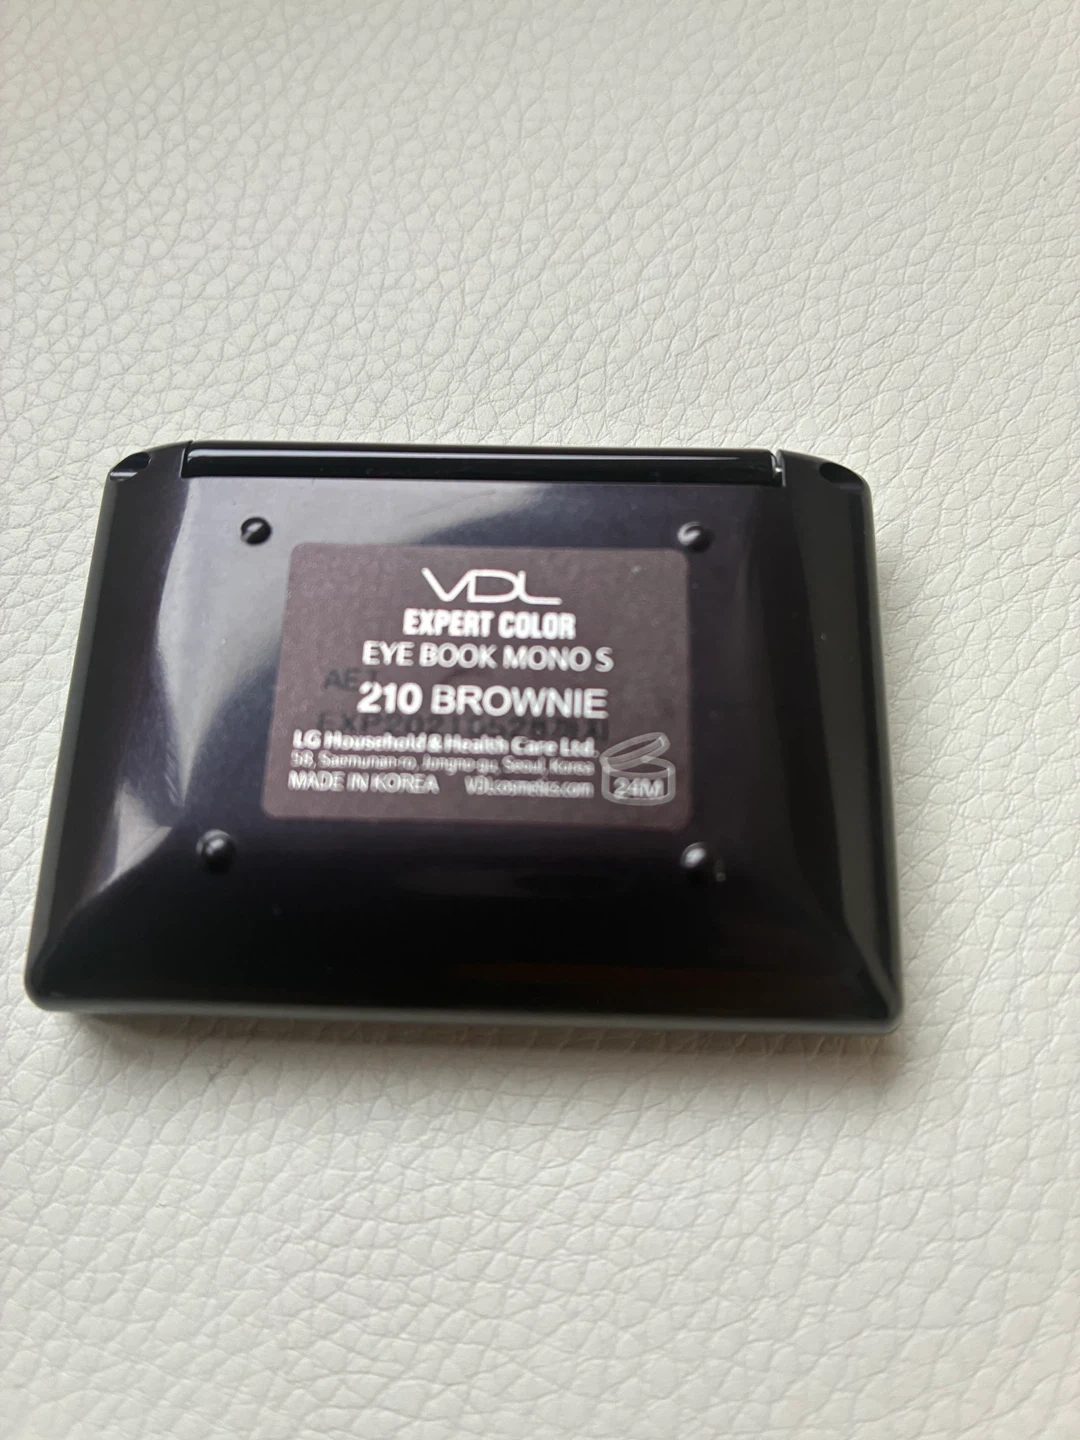 VDL
EXPERT COLOR
EYE BOOK MONO S
210 BROWNIE
LG Household & Health Care Ltd.
58, Saemunan-ro, Jongno-gu, Seoul, Korea
MADE IN KOREA VDLcosmetics.com
24M